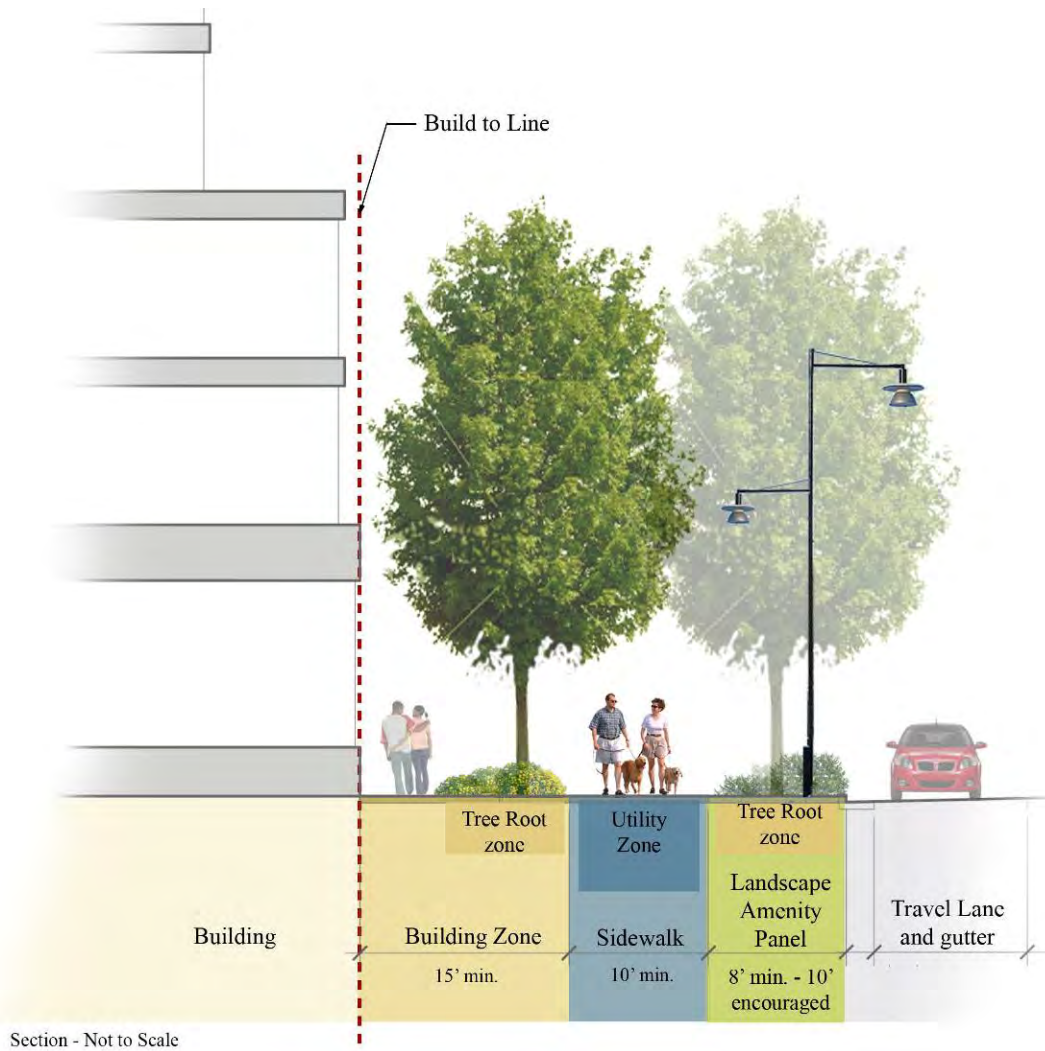 Build to Line
Tree Root
zone
Utility
Zone
Tree Root
zone
Landscape
Amenity
Panel
Building
Building Zone
Sidewalk
Travel Lane
and gutter
15' min.
10' min.
8' min. - 10'
encouraged
Section - Not to Scale